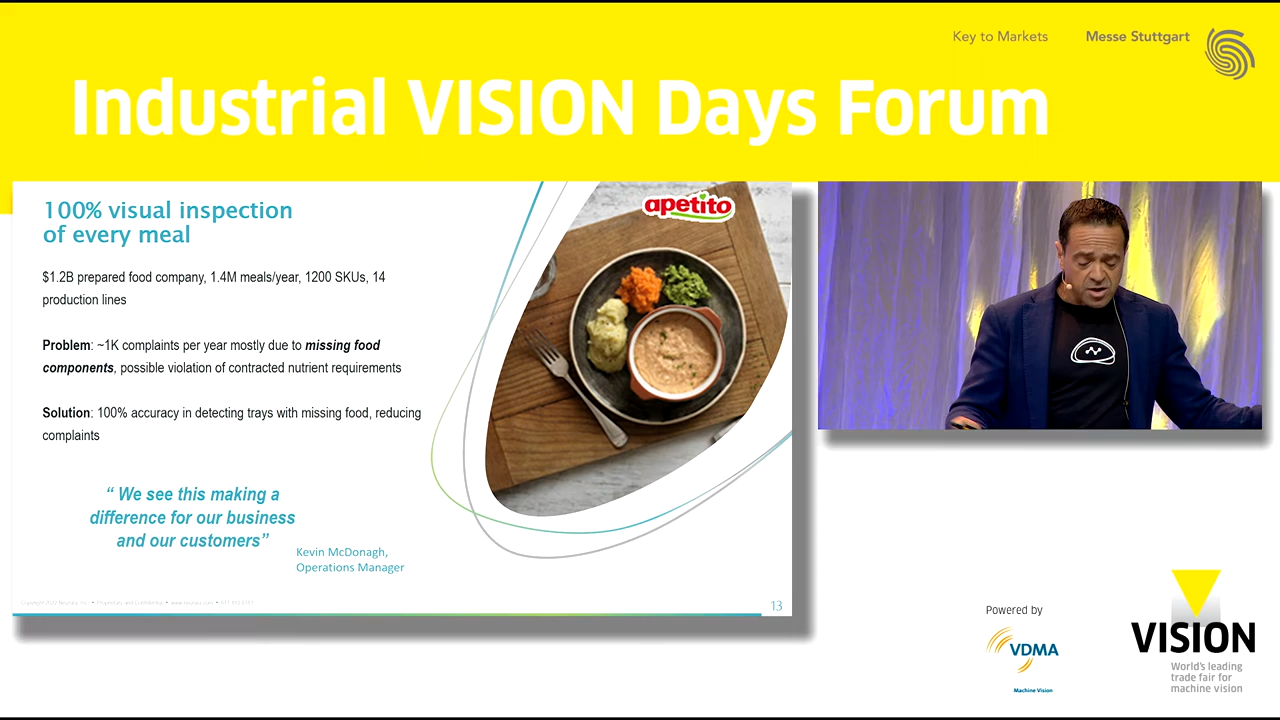 Key to Markets Messe Stuttgart
Industrial VISION Days Forum
100% visual inspection
of every meal
apetito
$1.2B prepared food company, 1.4M meals/year, 1200 SKUs, 14
production lines
Problem: ~1K complaints per year mostly due to missing food
components, possible violation of contracted nutrient requirements
Solution: 100% accuracy in detecting trays with missing food, reducing
complaints
“ We see this making a
difference for our business
and our customers”
Kevin McDonagh,
Operations Manager
13
Powered by
VDMA
Machine Vision
VISION
World's leading
trade fair for
machine vision